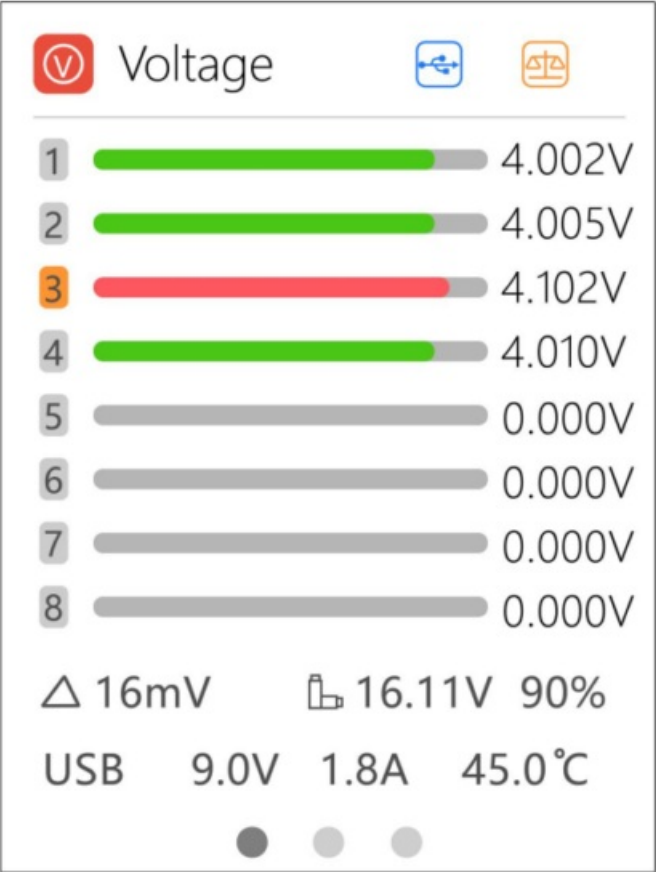 V Voltage
1 4.002V
2 4.005V
3 4.102V
4 4.010V
5 0.000V
6 0.000V
7 0.000V
8 0.000V
△ 16mV 16.11V 90%
USB 9.0V 1.8A 45.0℃